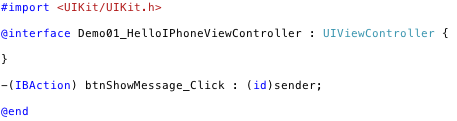 #import <UIKit/UIKit.h>
@interface Demo01_HelloIPhoneViewController : UIViewController {
}
-(IBAction) btnShowMessage_Click : (id)sender;
@end